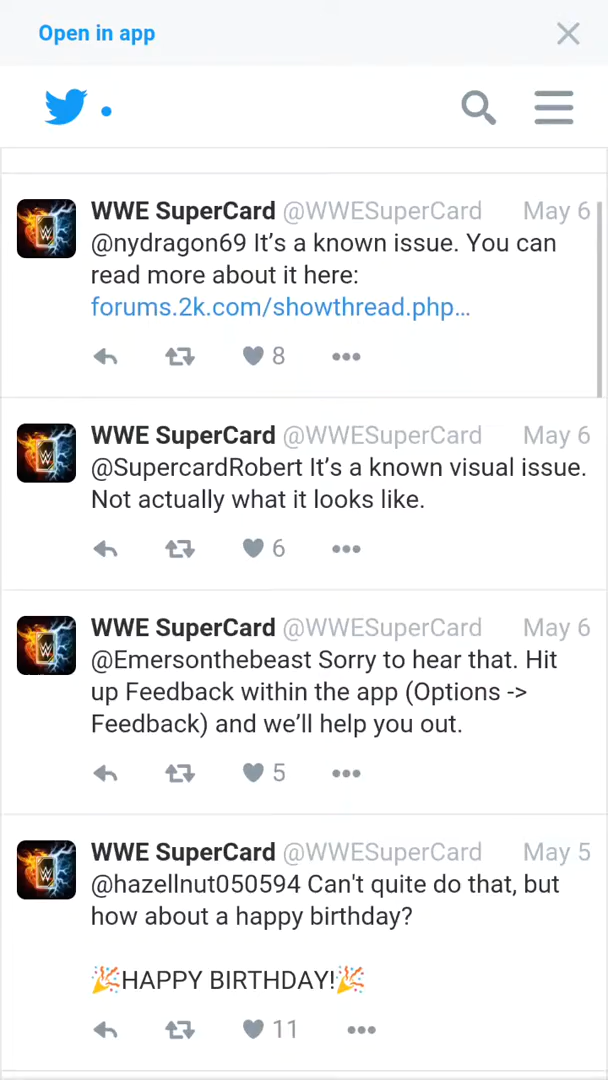 Open in app
WWE SuperCard @WWESuperCard May 6
@nydragon69 It’s a known issue. You can
read more about it here:
forums.2k.com/showthread.php…
8
WWE SuperCard @WWESuperCard May 6
@SupercardRobert It’s a known visual issue.
Not actually what it looks like.
6
WWE SuperCard @WWESuperCard May 6
@Emersonthebeast Sorry to hear that. Hit
up Feedback within the app (Options ->
Feedback) and we’ll help you out.
5
WWE SuperCard @WWESuperCard May 5
@hazellnut050594 Can't quite do that, but
how about a happy birthday?
🎉HAPPY BIRTHDAY!🎉
11